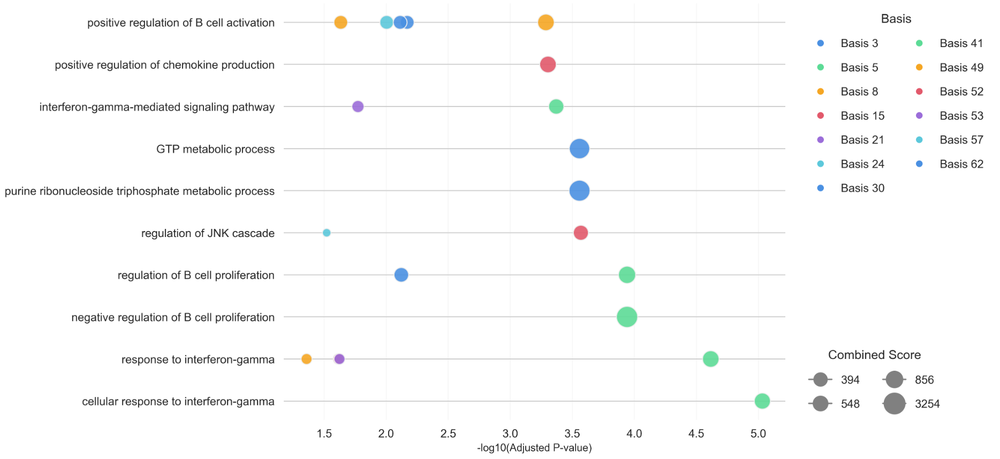 positive regulation of B cell activation
positive regulation of chemokine production
interferon-gamma-mediated signaling pathway
GTP metabolic process
purine ribonucleoside triphosphate metabolic process
regulation of JNK cascade
regulation of B cell proliferation
negative regulation of B cell proliferation
response to interferon-gamma
cellular response to interferon-gamma
1.5 2.0 2.5 3.0 3.5 4.0 4.5 5.0
-log10(Adjusted P-value)
Basis
Basis 3 Basis 41
Basis 5 Basis 49
Basis 8 Basis 52
Basis 15 Basis 53
Basis 21 Basis 57
Basis 24 Basis 62
Basis 30
Combined Score
394 856
548 3254